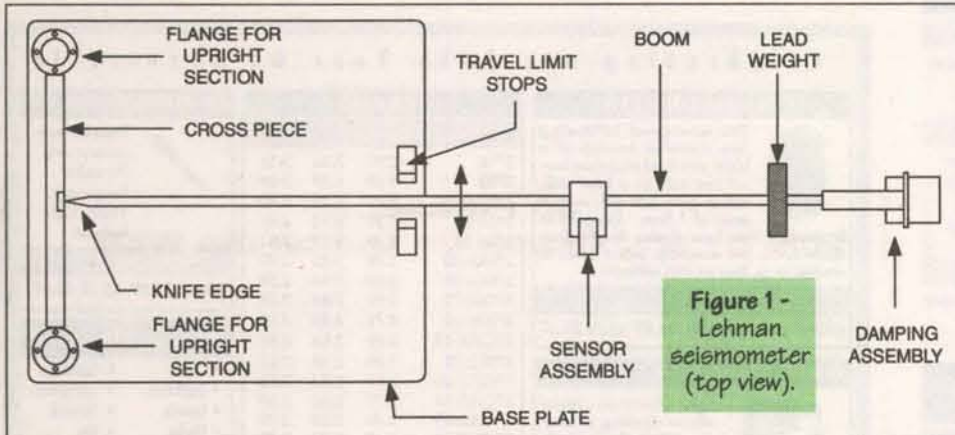 FLANGE FOR
UPRIGHT
SECTION
CROSS PIECE
KNIFE EDGE
FLANGE FOR
UPRIGHT
SECTION
TRAVEL LIMIT
STOPS
BOOM
LEAD
WEIGHT
SENSOR
ASSEMBLY
Figure 1 -
Lehman
seismometer
(top view).
DAMPING
ASSEMBLY
BASE PLATE